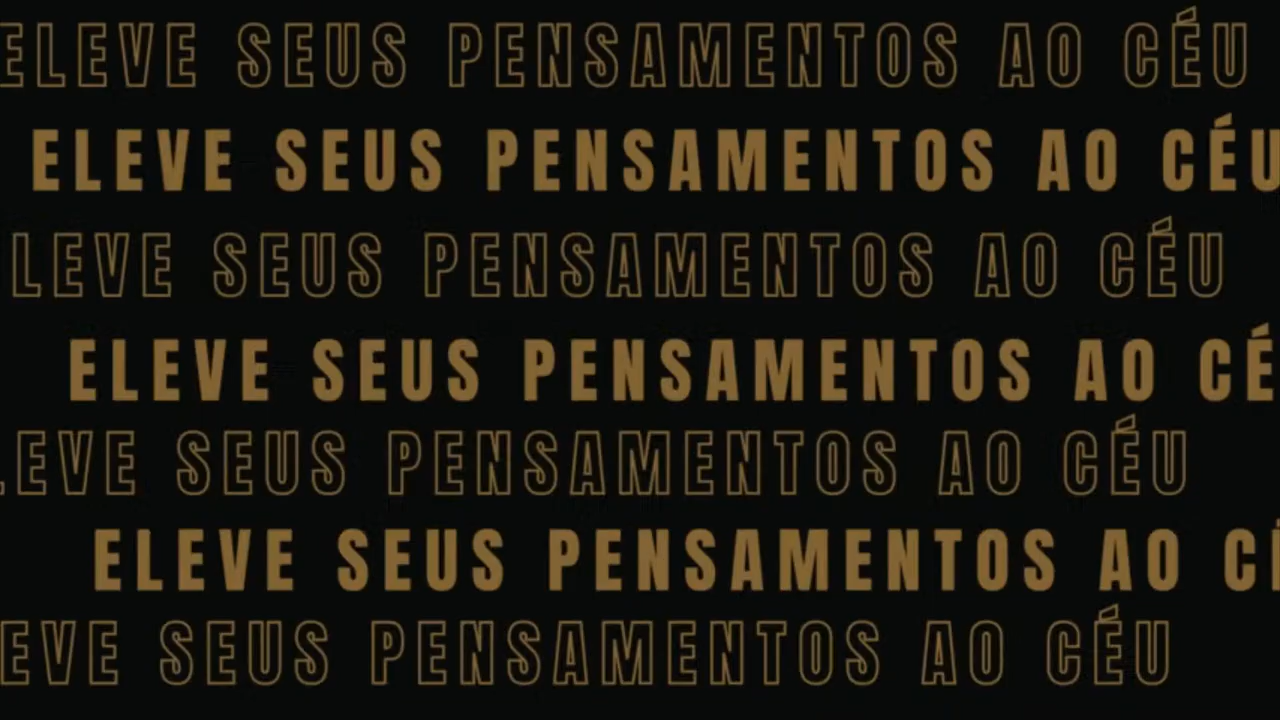 ELEVE SEUS PENSAMENTOS AO CÉU
ELEVE SEUS PENSAMENTOS AO CÉU
LEVE SEUS PENSAMENTOS AO CÉU
ELEVE SEUS PENSAMENTOS AO CÉ
LEVE SEUS PENSAMENTOS AO CÉU
ELEVE SEUS PENSAMENTOS AO CÉ
EVE SEUS PENSAMENTOS AO CÉU